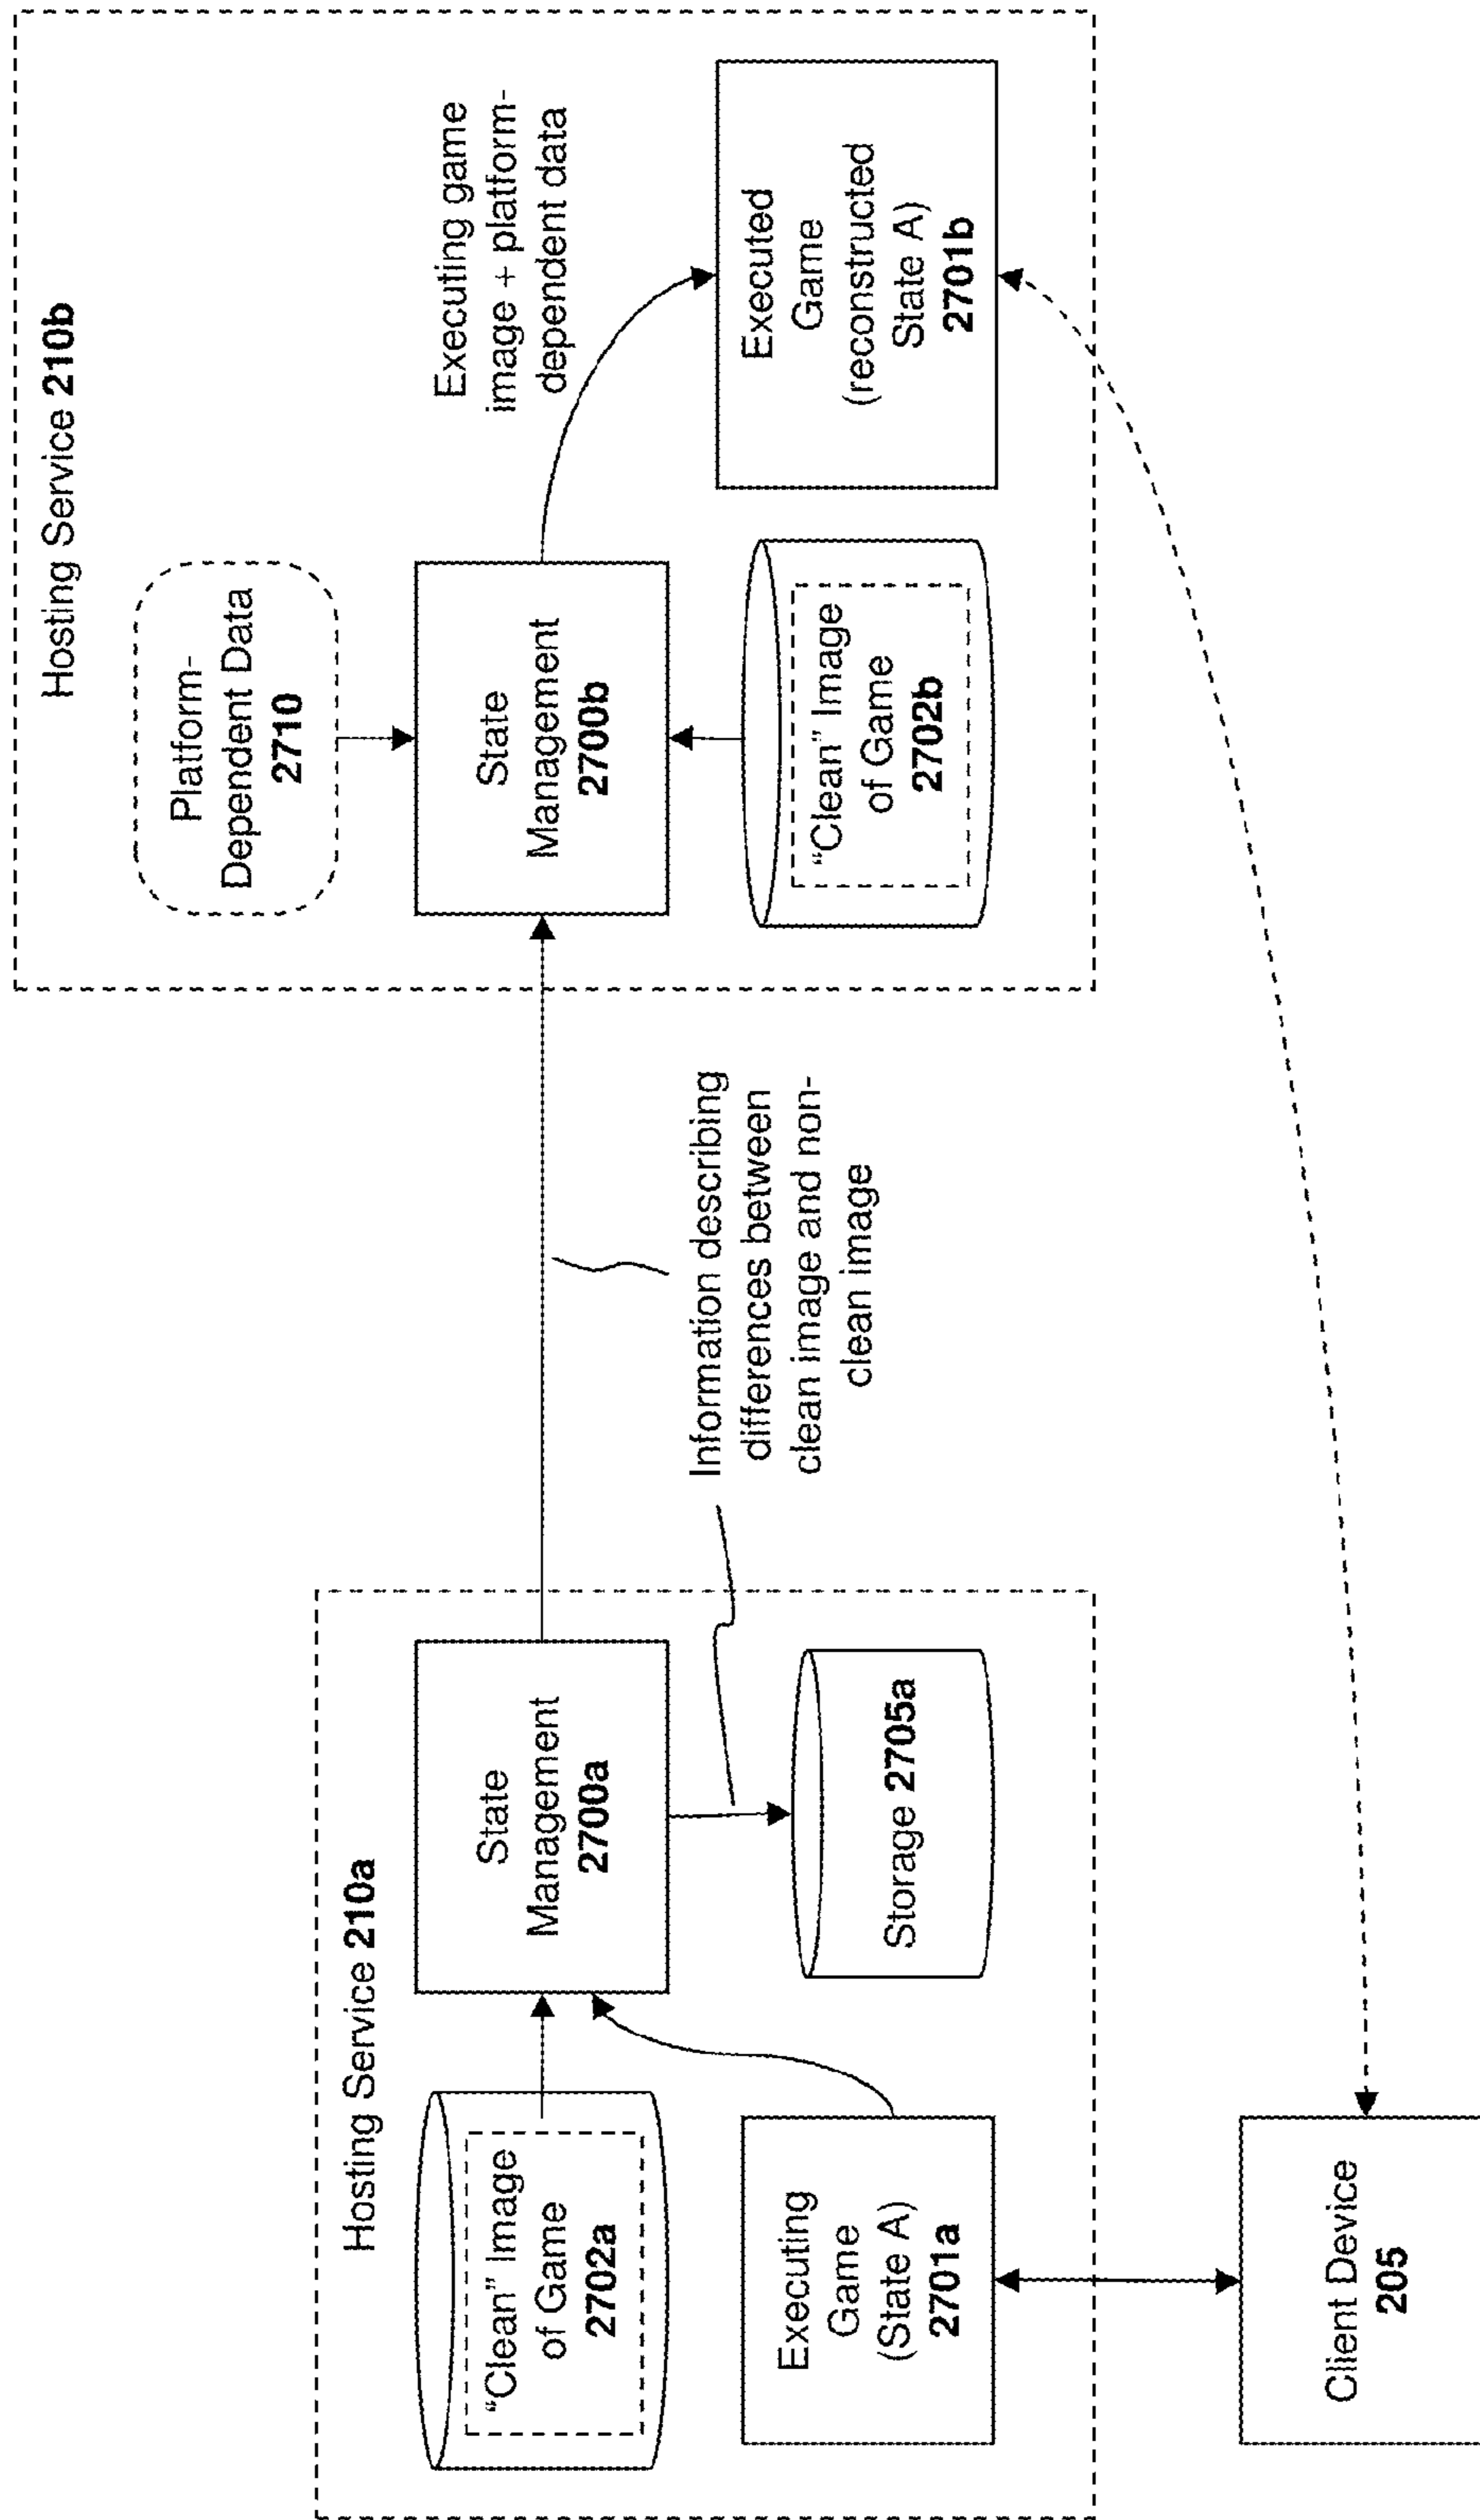 Hosting Service 210a
"Clean" Image
of Game
2702a
State
Management
2700a
Executing
Game
(State A)
2701a
Storage 2705a
Client Device
205
Information describing
differences between
clean image and non-
clean image
Hosting Service 210b
Platform-
Dependent Data
2710
State
Management
2700b
"Clean" Image
of Game
2702b
Executing game
image + platform-
dependent data
Executed
Game
(reconstructed
State A)
2701b